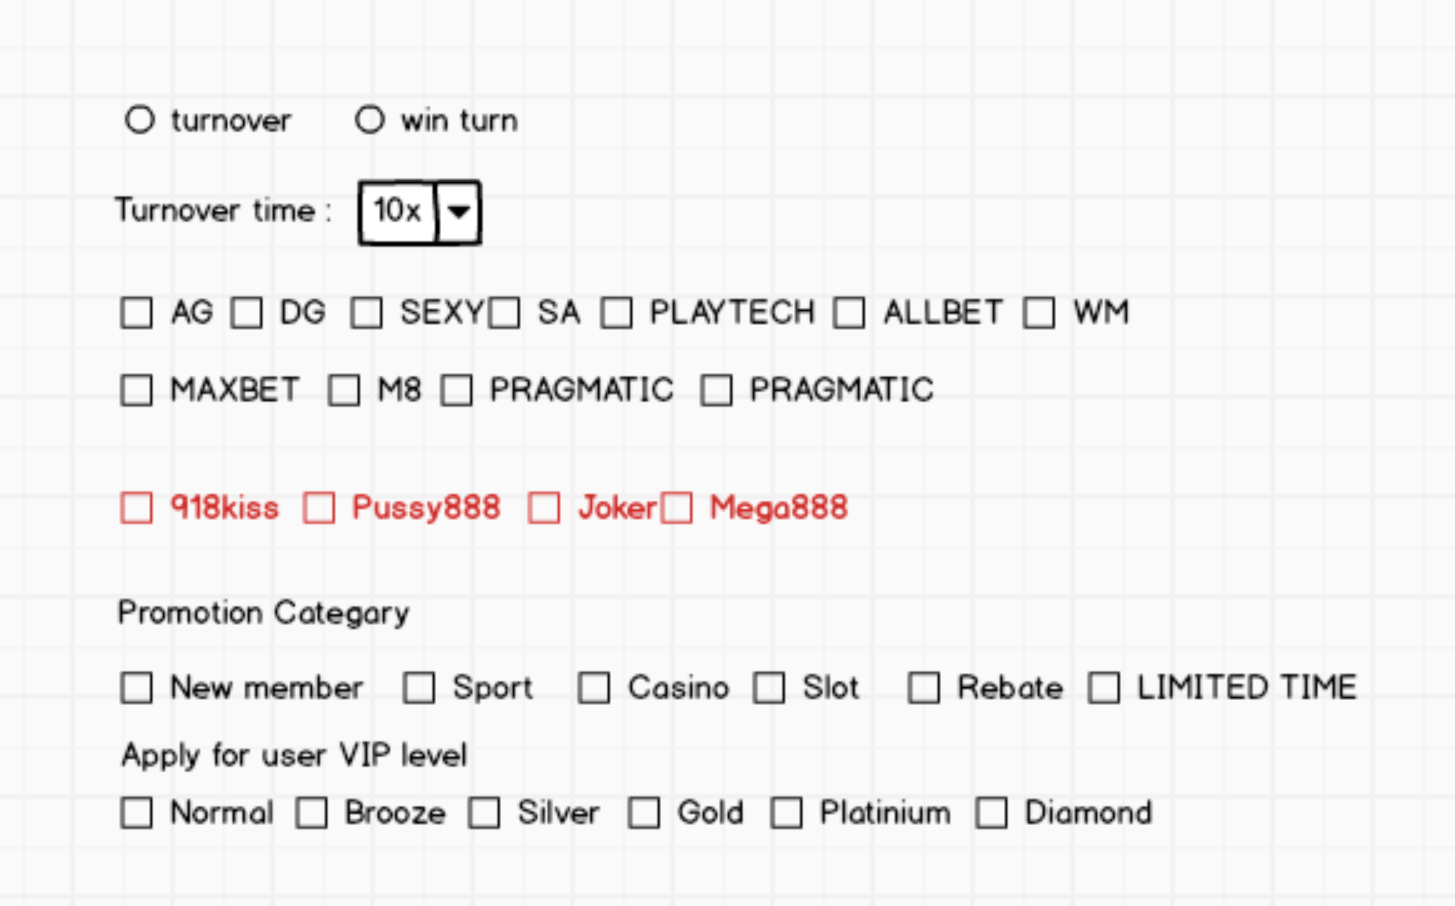 turnover win turn
Turnover time : 10x
AG DG SEXY SA PLAYTECH ALLBET WM
MAXBET M8 PRAGMATIC PRAGMATIC
918kiss Pussy888 Joker Mega888
Promotion Categary
New member Sport Casino Slot Rebate LIMITED TIME
Apply for user VIP level
Normal Brooze Silver Gold Platinium Diamond